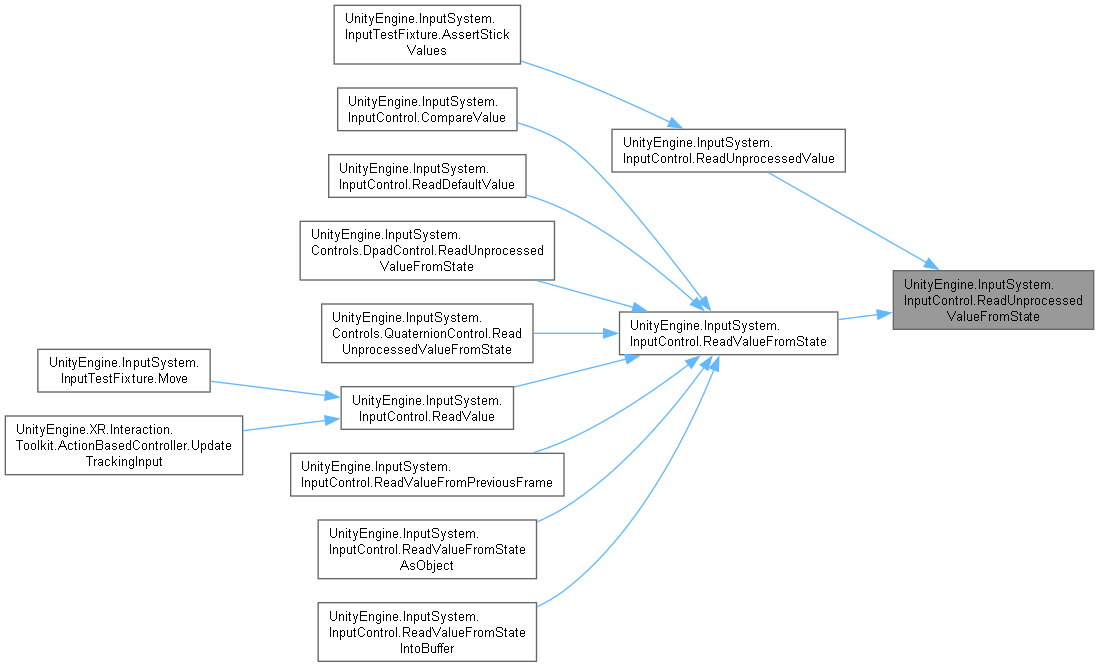 UnityEngine.InputSystem.
InputTestFixture.AssertStick
Values
UnityEngine.InputSystem.
InputControl.CompareValue
UnityEngine.InputSystem.
InputControl.ReadUnprocessedValue
UnityEngine.InputSystem.
InputControl.ReadDefaultValue
UnityEngine.InputSystem.
Controls.DpadControl.ReadUnprocessed
ValueFromState
UnityEngine.InputSystem.
InputControl.ReadUnprocessed
ValueFromState
UnityEngine.InputSystem.
Controls.QuaternionControl.Read
UnprocessedValueFromState
UnityEngine.InputSystem.
InputControl.ReadValueFromState
UnityEngine.InputSystem.
InputTestFixture.Move
UnityEngine.InputSystem.
InputControl.ReadValue
UnityEngine.XR.Interaction.
Toolkit.ActionBasedController.Update
TrackingInput
UnityEngine.InputSystem.
InputControl.ReadValueFromPreviousFrame
UnityEngine.InputSystem.
InputControl.ReadValueFromState
AsObject
UnityEngine.InputSystem.
InputControl.ReadValueFromState
IntoBuffer